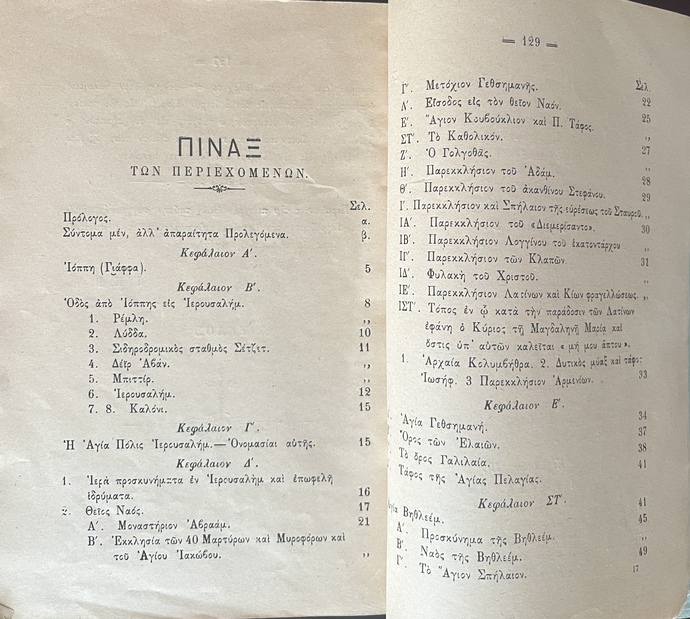 ΠΙΝΑΞ
ΤΩΝ ΠΕΡΙΕΧΟΜΕΝΩΝ.
Σελ.
Πρόλογος. α.
Σύντομα μέν, ἀλλ' ἀπαραίτητα Προλεγόμενα. β.
Κεφάλαιον Α′.
Ἰόππη (Γιάφφα). 5
Κεφάλαιον Β′.
Ὁδὸς ἀπὸ Ἰόππης εἰς Ἱερουσαλήμ. 8
1. Ρέμλη. ,,
2. Λύδδα. 10
3. Σιδηροδρομικὸς σταθμὸς Σέτζετ. 11
4. Δέϊρ Ἀβάν. ,,
5. Μπιττίρ. ,,
6. Ἱερουσαλήμ. 12
7. 8. Καλόνι. 15
Κεφάλαιον Γ′.
Ἡ Ἁγία Πόλις Ἱερουσαλήμ.—Ὀνομασίαι αὐτῆς. 15
Κεφάλαιον Δ′.
1. Ἱερὰ προσκυνήματα ἐν Ἱερουσαλὴμ καὶ ἐπωφελῆ
ἱδρύματα. 16
2. Θεῖος Ναός. 17
Α′. Μοναστήριον Ἀβραάμ. 21
Β′. Ἐκκλησία τῶν 40 Μαρτύρων καὶ Μυροφόρων καὶ
τοῦ Ἁγίου Ἰακώβου. ,,
— 129 —
Σελ.
Γ′. Μετόχιον Γεθσημανῆς. 22
Δ′. Εἴσοδος εἰς τὸν θεῖον Ναόν. 25
Ε′. Ἅγιον Κουβούκλιον καὶ Π. Τάφος. ,,
ΣΤ′. Τὸ Καθολικόν. 27
Ζ′. Ὁ Γολγοθᾶς. ,,
Η′. Παρεκκλήσιον τοῦ Ἀδάμ. 28
Θ′. Παρεκκλήσιον τοῦ ἀκανθίνου Στεφάνου. 29
Ι′. Παρεκκλήσιον καὶ Σπήλαιον τῆς εὑρέσεως τοῦ Σταυροῦ. ,,
ΙΑ′. Παρεκκλήσιον τοῦ «Διεμερίσαντο». 30
ΙΒ′. Παρεκκλήσιον Λογγίνου τοῦ ἑκατοντάρχου ,,
ΙΓ′. Παρεκκλήσιον τῶν Κλαπῶν. 31
ΙΔ′. Φυλακὴ τοῦ Χριστοῦ. ,,
ΙΕ′. Παρεκκλήσιον Λατίνων καὶ Κίων φραγελλώσεως. ,,
ΙΣΤ′. Τόπος ἐν ᾧ κατὰ τὴν παράδοσιν τῶν Λατίνων
ἐφάνη ὁ Κύριος τῇ Μαγδαληνῇ Μαρίᾳ καὶ
ὅστις ὑπ' αὐτῶν καλεῖται «μή μου ἅπτου».
1. Ἀρχαία Κολυμβήθρα. 2. Δυτικὸς μύαξ καὶ τάφος
Ἰωσήφ. 3 Παρεκκλήσιον Ἀρμενίων. 33
Κεφάλαιον Ε′.
Ἁγία Γεθσημανῆ. 34
Ὄρος τῶν Ἐλαιῶν. 37
Τὸ ὄρος Γαλιλαία. 38
Τάφος τῆς Ἁγίας Πελαγίας. 41
Κεφάλαιον ΣΤ′.
Ἁγία Βηθλεέμ. 41
Α′. Προσκύνημα τῆς Βηθλεέμ. 45
Β′. Ναὸς τῆς Βηθλεέμ. ,,
Γ′. Τὸ Ἅγιον Σπήλαιον. 49
17